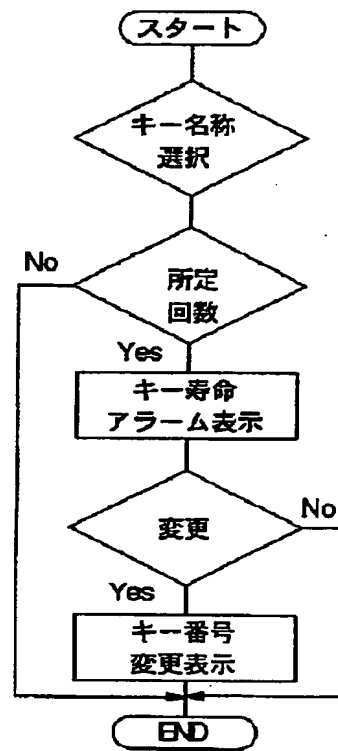 スタート
キー名称
選択
No
所定
回数
Yes
キー寿命
アラーム表示
No
変更
Yes
キー番号
変更表示
END